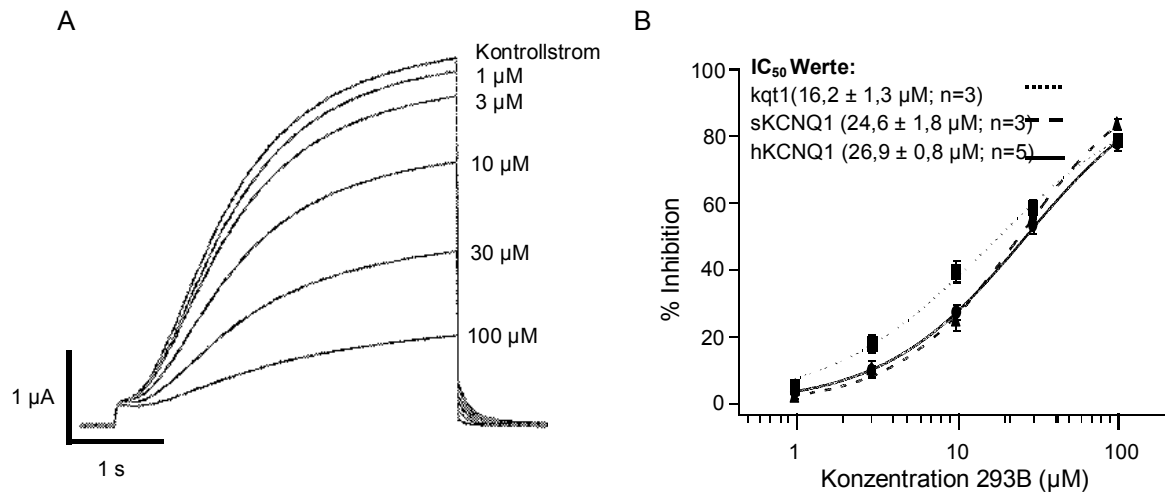 A
Kontrollstrom
1 µM
3 µM
10 µM
30 µM
100 µM
1 µA
1 s
B
IC50 Werte:
kqt1(16,2 ± 1,3 µM; n=3)
sKCNQ1 (24,6 ± 1,8 µM; n=3)
hKCNQ1 (26,9 ± 0,8 µM; n=5)
100
80
60
40
20
0
% Inhibition
1 10 100
Konzentration 293B (µM)